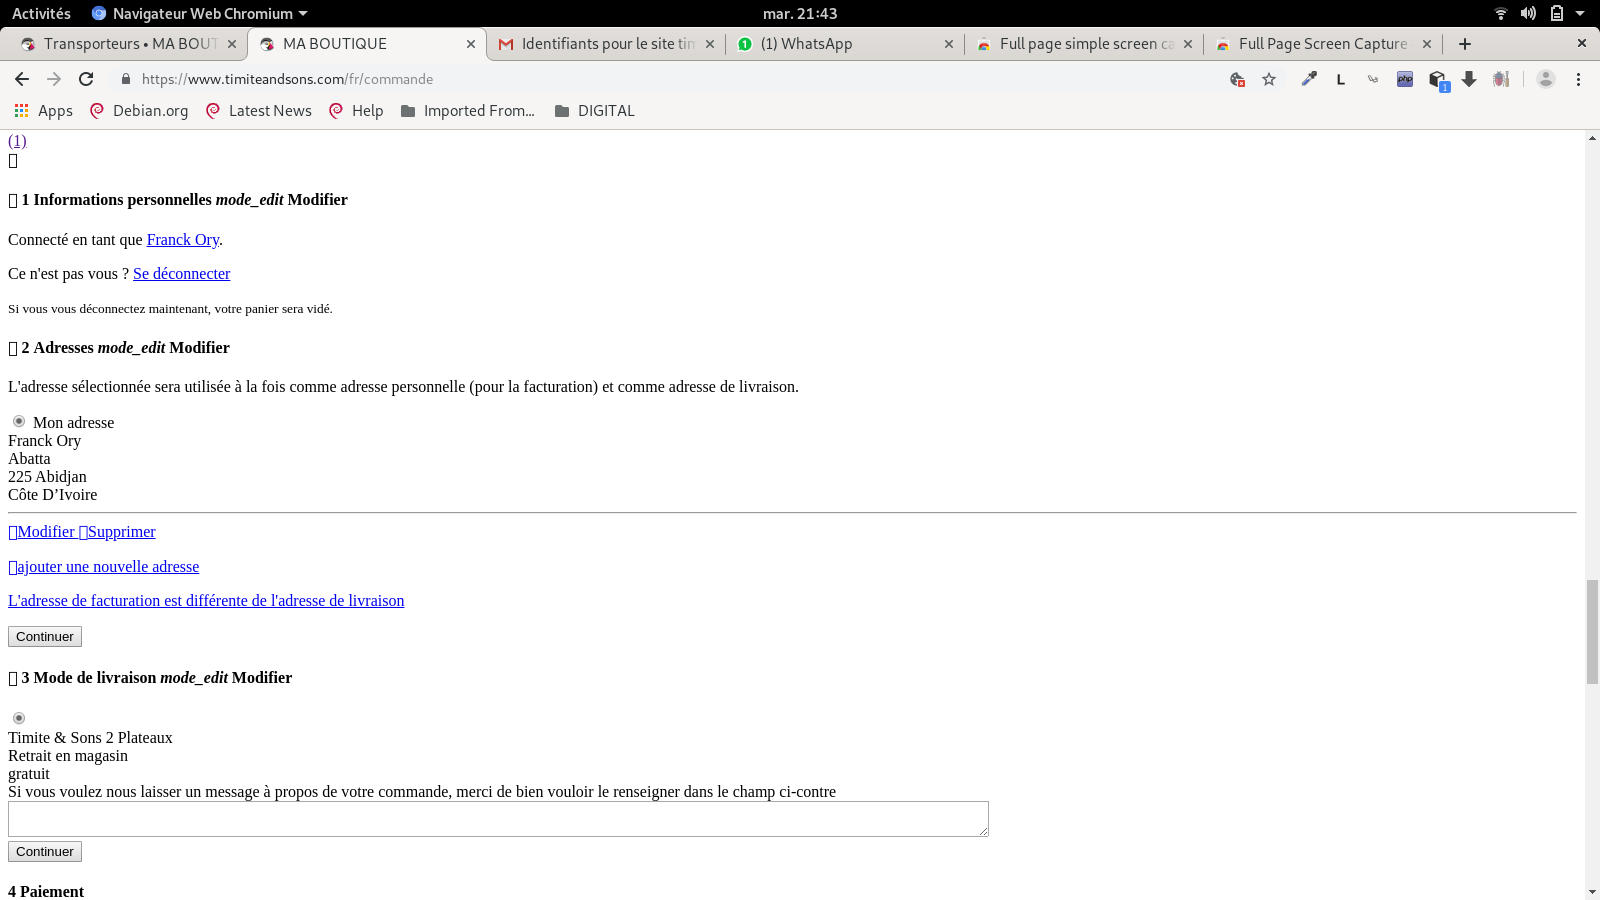 Activités
Navigateur Web Chromium
mar. 21:43
Transporteurs • MA BOUT
MA BOUTIQUE
Identifiants pour le site tim
(1) WhatsApp
Full page simple screen ca
Full Page Screen Capture
https://www.timiteandsons.com/fr/commande
L
php
1
Apps
Debian.org
Latest News
Help
Imported From...
DIGITAL
(1)
1 Informations personnelles mode_edit Modifier
Connecté en tant que Franck Ory.
Ce n'est pas vous ? Se déconnecter
Si vous vous déconnectez maintenant, votre panier sera vidé.
2 Adresses mode_edit Modifier
L'adresse sélectionnée sera utilisée à la fois comme adresse personnelle (pour la facturation) et comme adresse de livraison.
Mon adresse
Franck Ory
Abatta
225 Abidjan
Côte D’Ivoire
Modifier Supprimer
ajouter une nouvelle adresse
L'adresse de facturation est différente de l'adresse de livraison
Continuer
3 Mode de livraison mode_edit Modifier
Timite & Sons 2 Plateaux
Retrait en magasin
gratuit
Si vous voulez nous laisser un message à propos de votre commande, merci de bien vouloir le renseigner dans le champ ci-contre
Continuer
4 Paiement